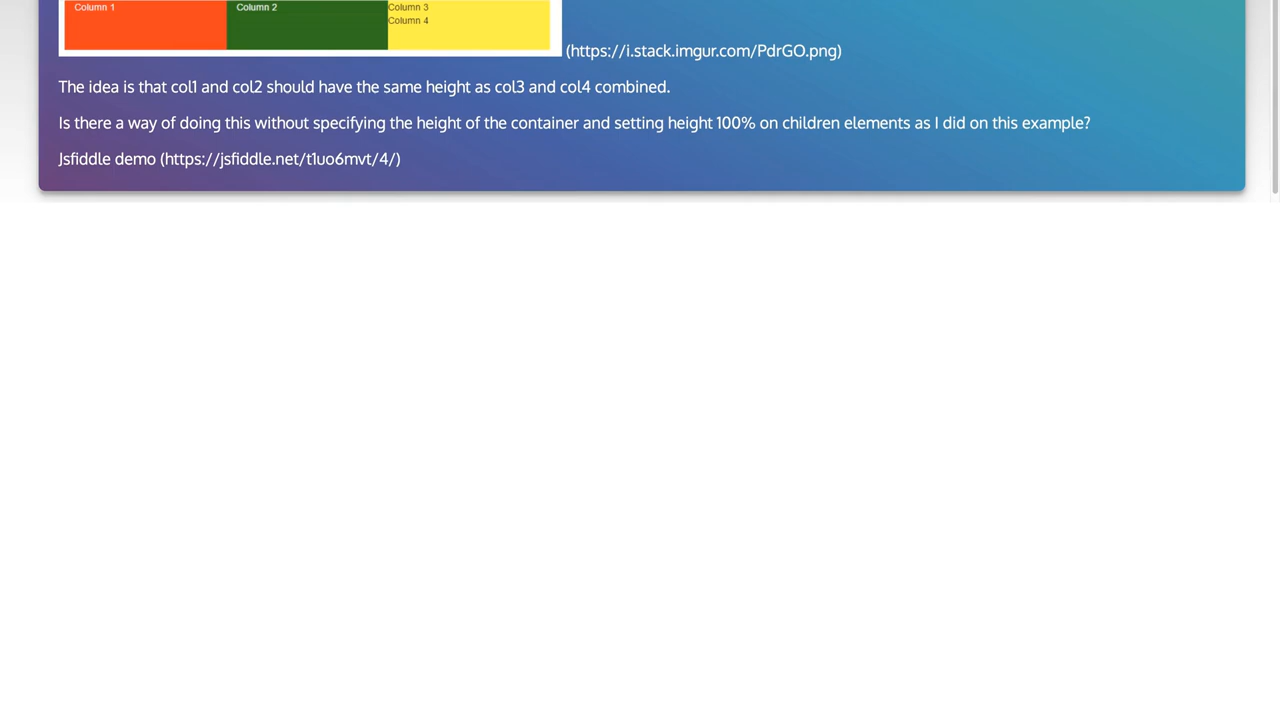 Column 1 Column 2 Column 3
Column 4
(https://i.stack.imgur.com/PdrGO.png)
The idea is that col1 and col2 should have the same height as col3 and col4 combined.
Is there a way of doing this without specifying the height of the container and setting height 100% on children elements as I did on this example?
Jsfiddle demo (https://jsfiddle.net/t1uo6mvt/4/)